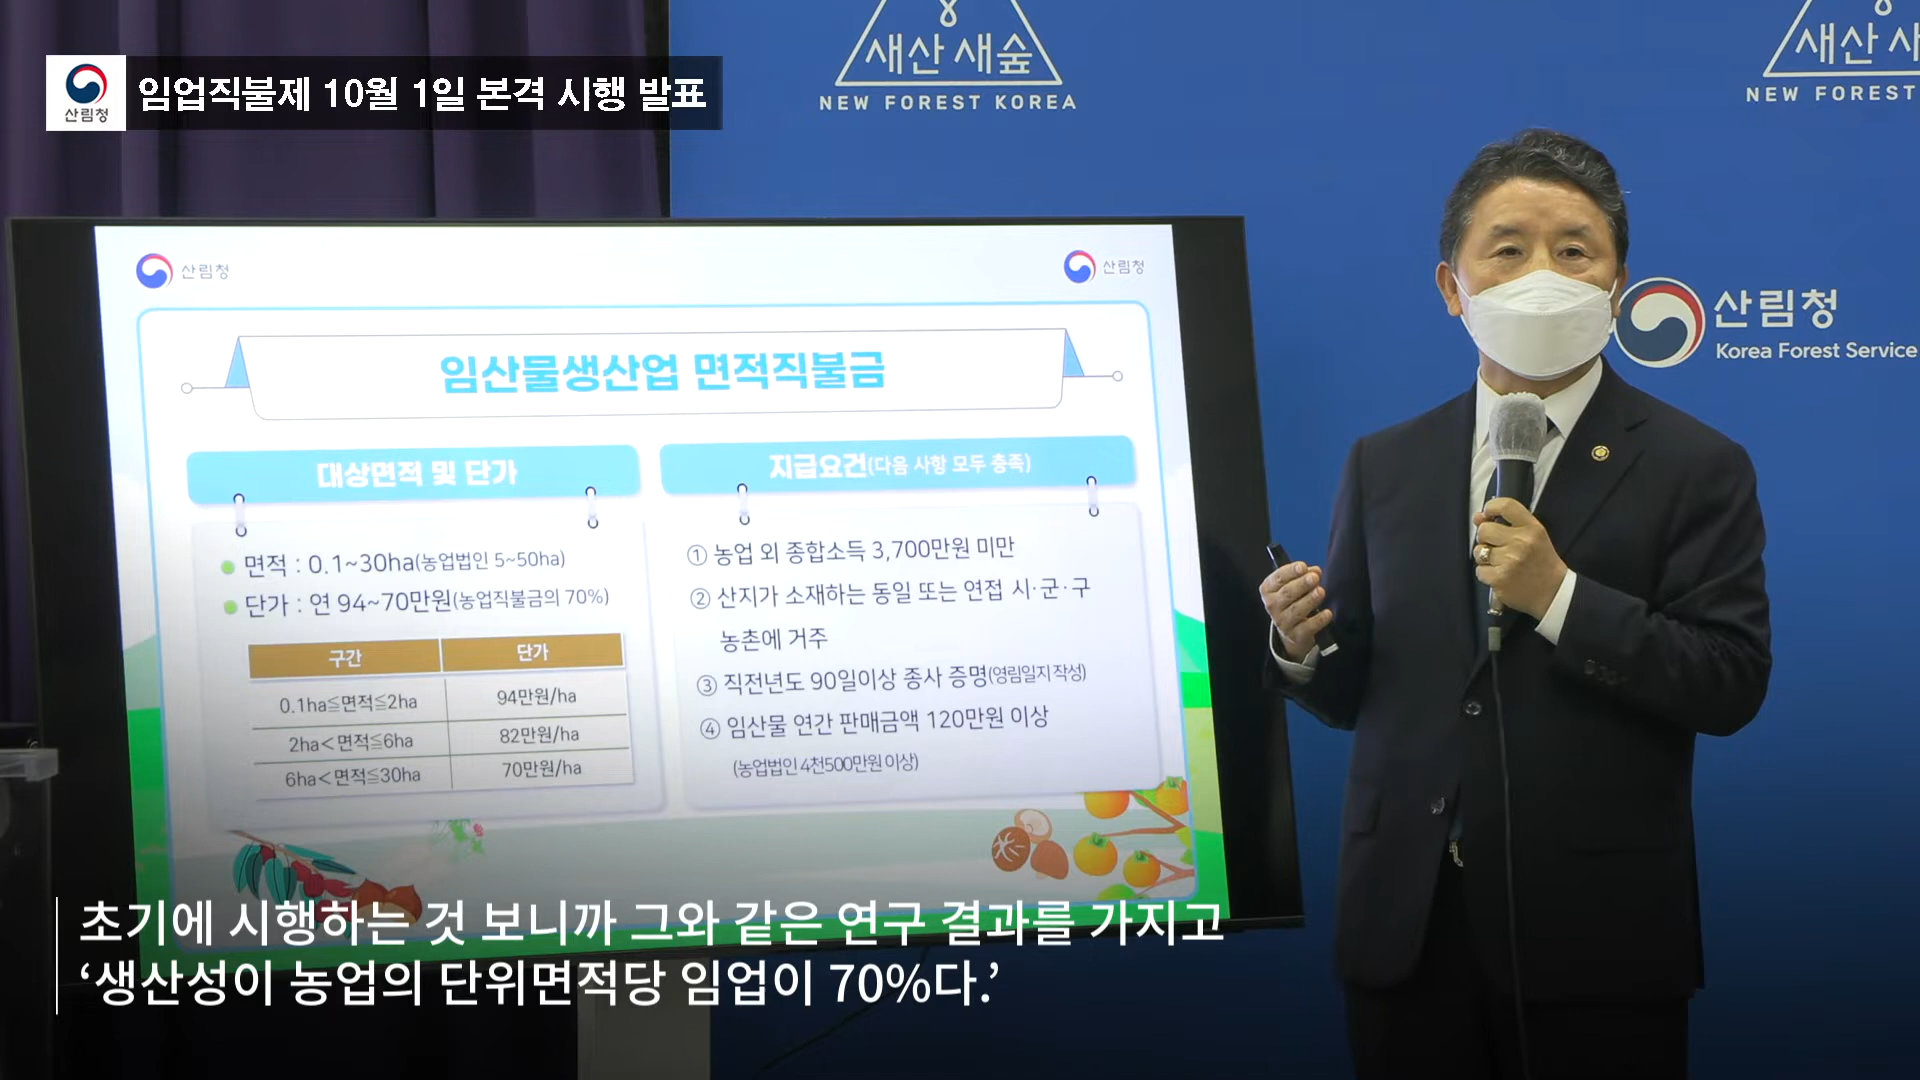 새산 새숲
NEW FOREST KOREA
새산 새
NEW FOREST
산림청
임업직불제 10월 1일 본격 시행 발표
산림청
산림청
임산물생산업 면적직불금
대상면적 및 단가
면적 : 0.1~30ha(농업법인 5~50ha)
단가 : 연 94~70만원(농업직불금의 70%)
구간 단가
0.1ha≦면적≦2ha 94만원/ha
2ha<면적≦6ha 82만원/ha
6ha<면적≦30ha 70만원/ha
지급요건(다음 사항 모두 충족)
① 농업 외 종합소득 3,700만원 미만
② 산지가 소재하는 동일 또는 연접 시·군·구
농촌에 거주
③ 직전년도 90일이상 종사 증명(영림일지 작성)
④ 임산물 연간 판매금액 120만원 이상
(농업법인 4천500만원 이상)
산림청
Korea Forest Service
초기에 시행하는 것 보니까 그와 같은 연구 결과를 가지고
‘생산성이 농업의 단위면적당 임업이 70%다.’